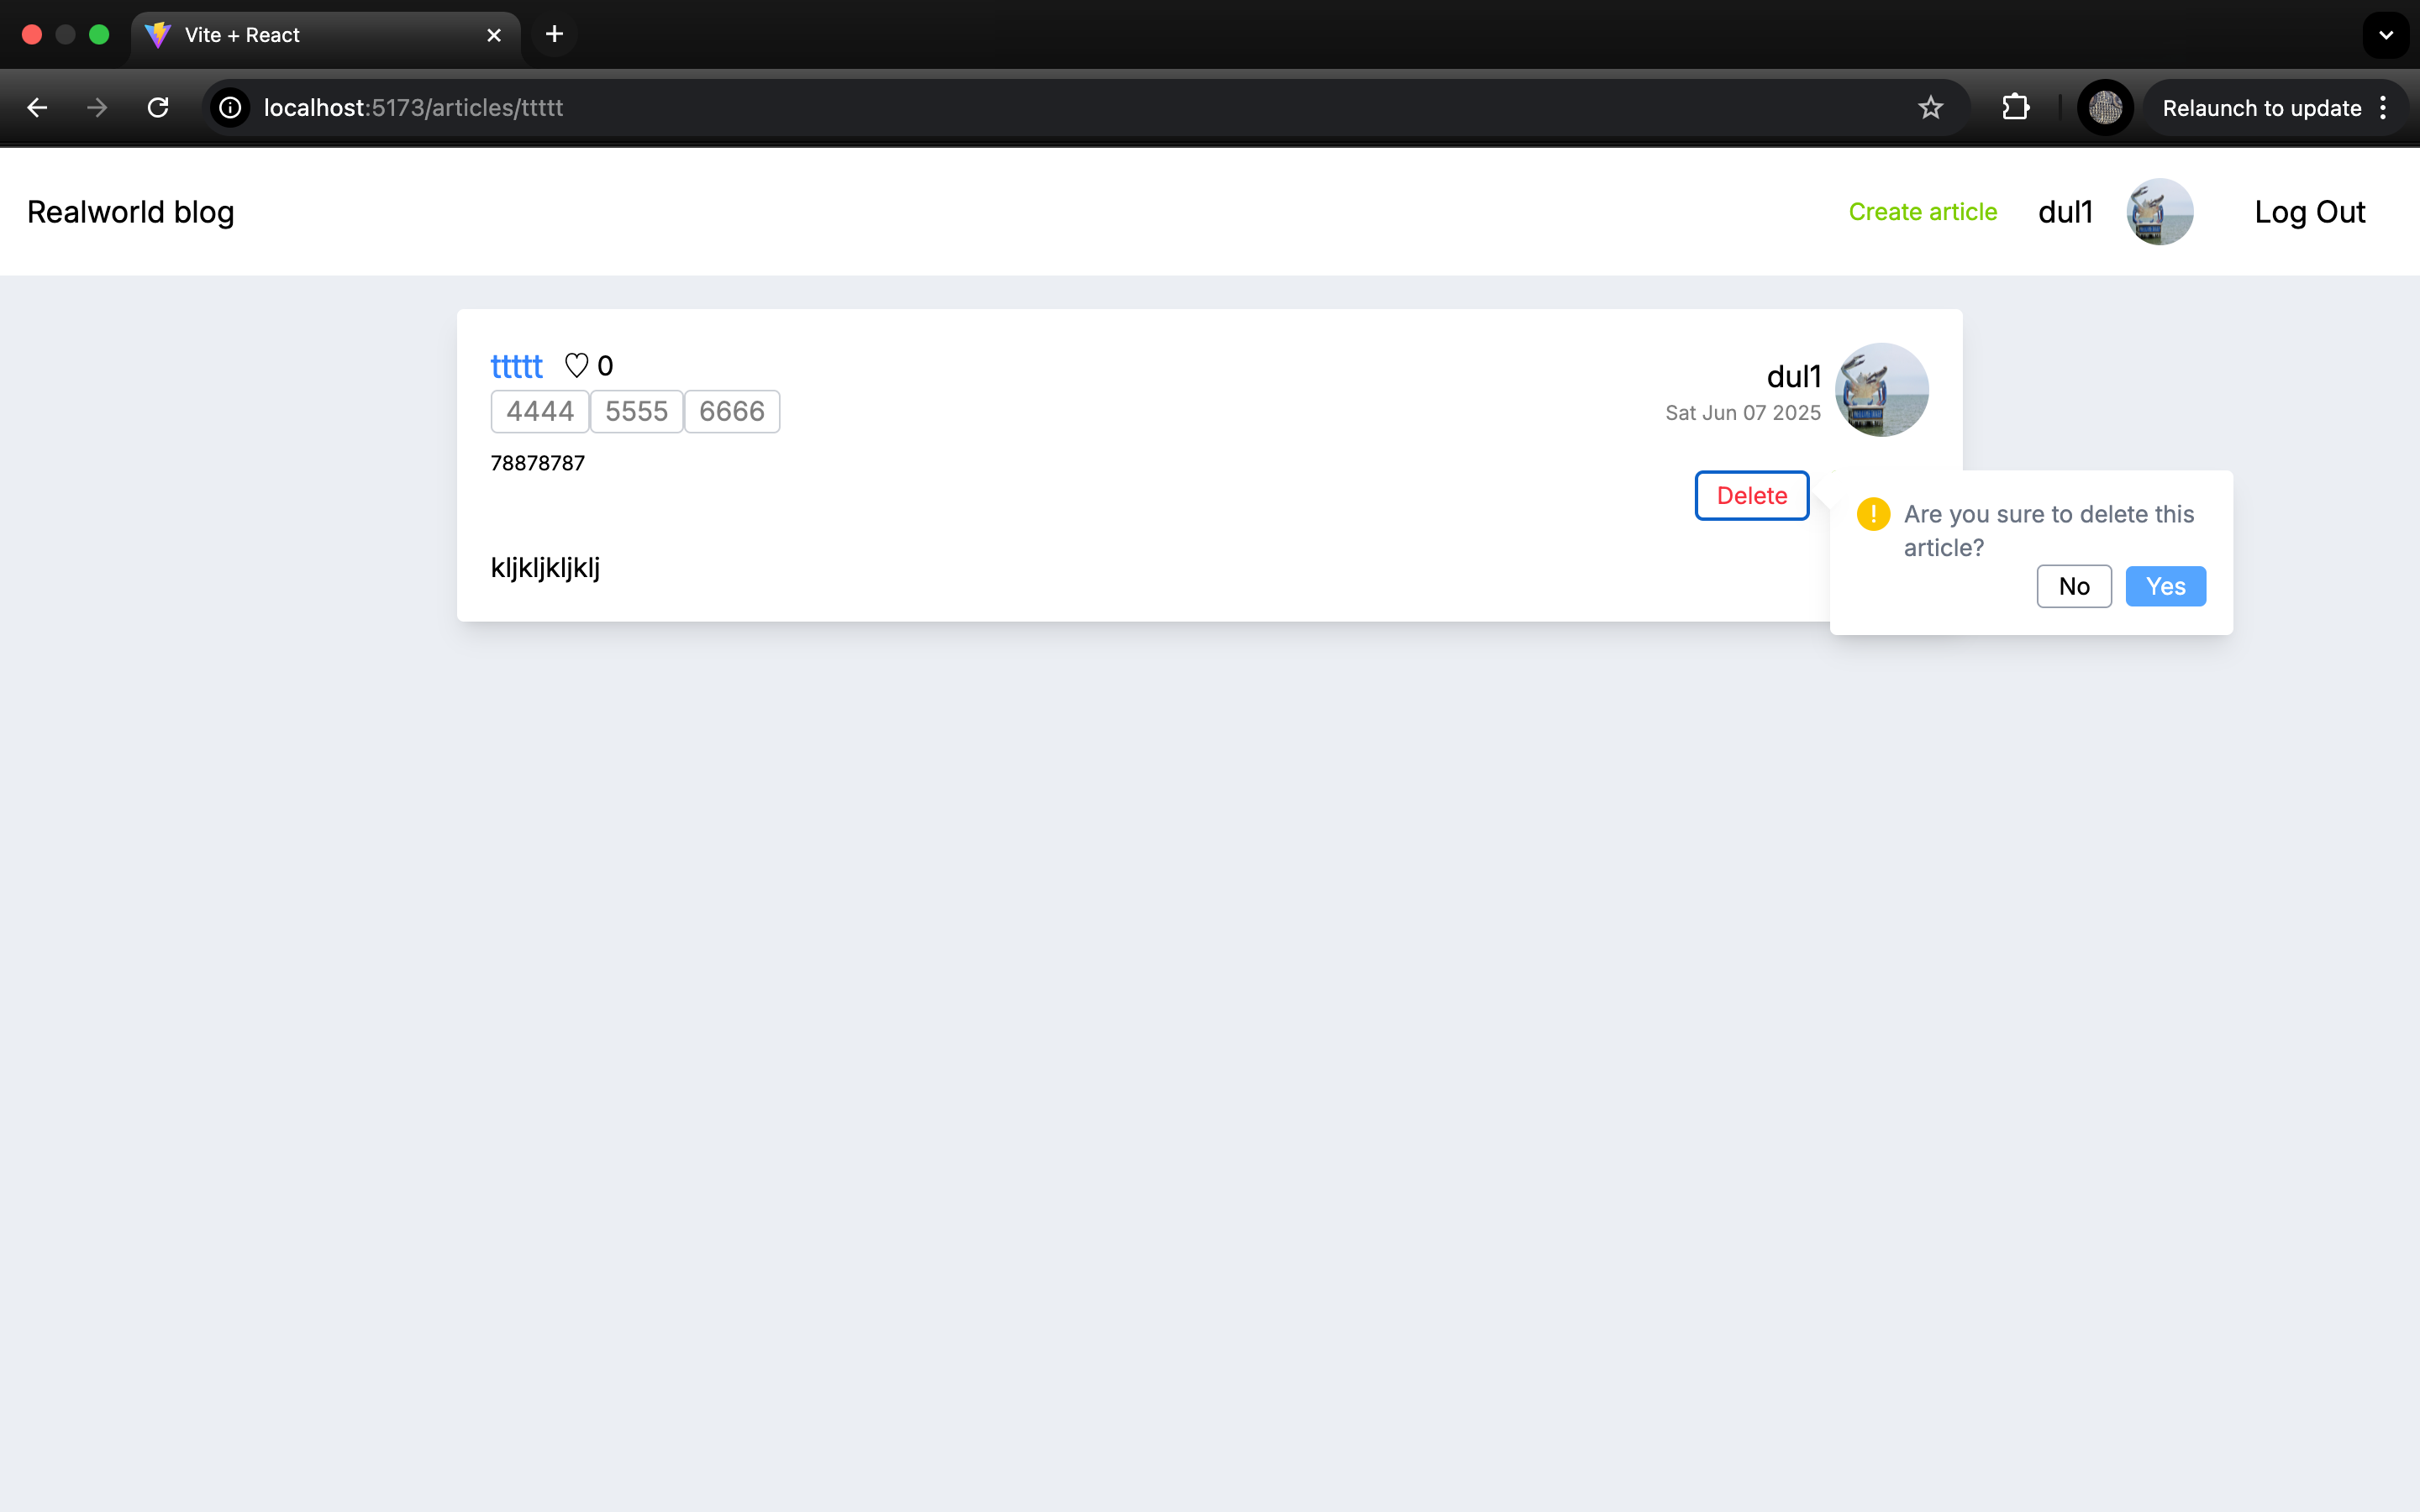 Vite + React
localhost:5173/articles/ttttt
Relaunch to update
Realworld blog
Create article
dul1
Log Out
ttttt
0
4444
5555
6666
78878787
dul1
Sat Jun 07 2025
Delete
Are you sure to delete this
article?
No
Yes
kljkljkljklj